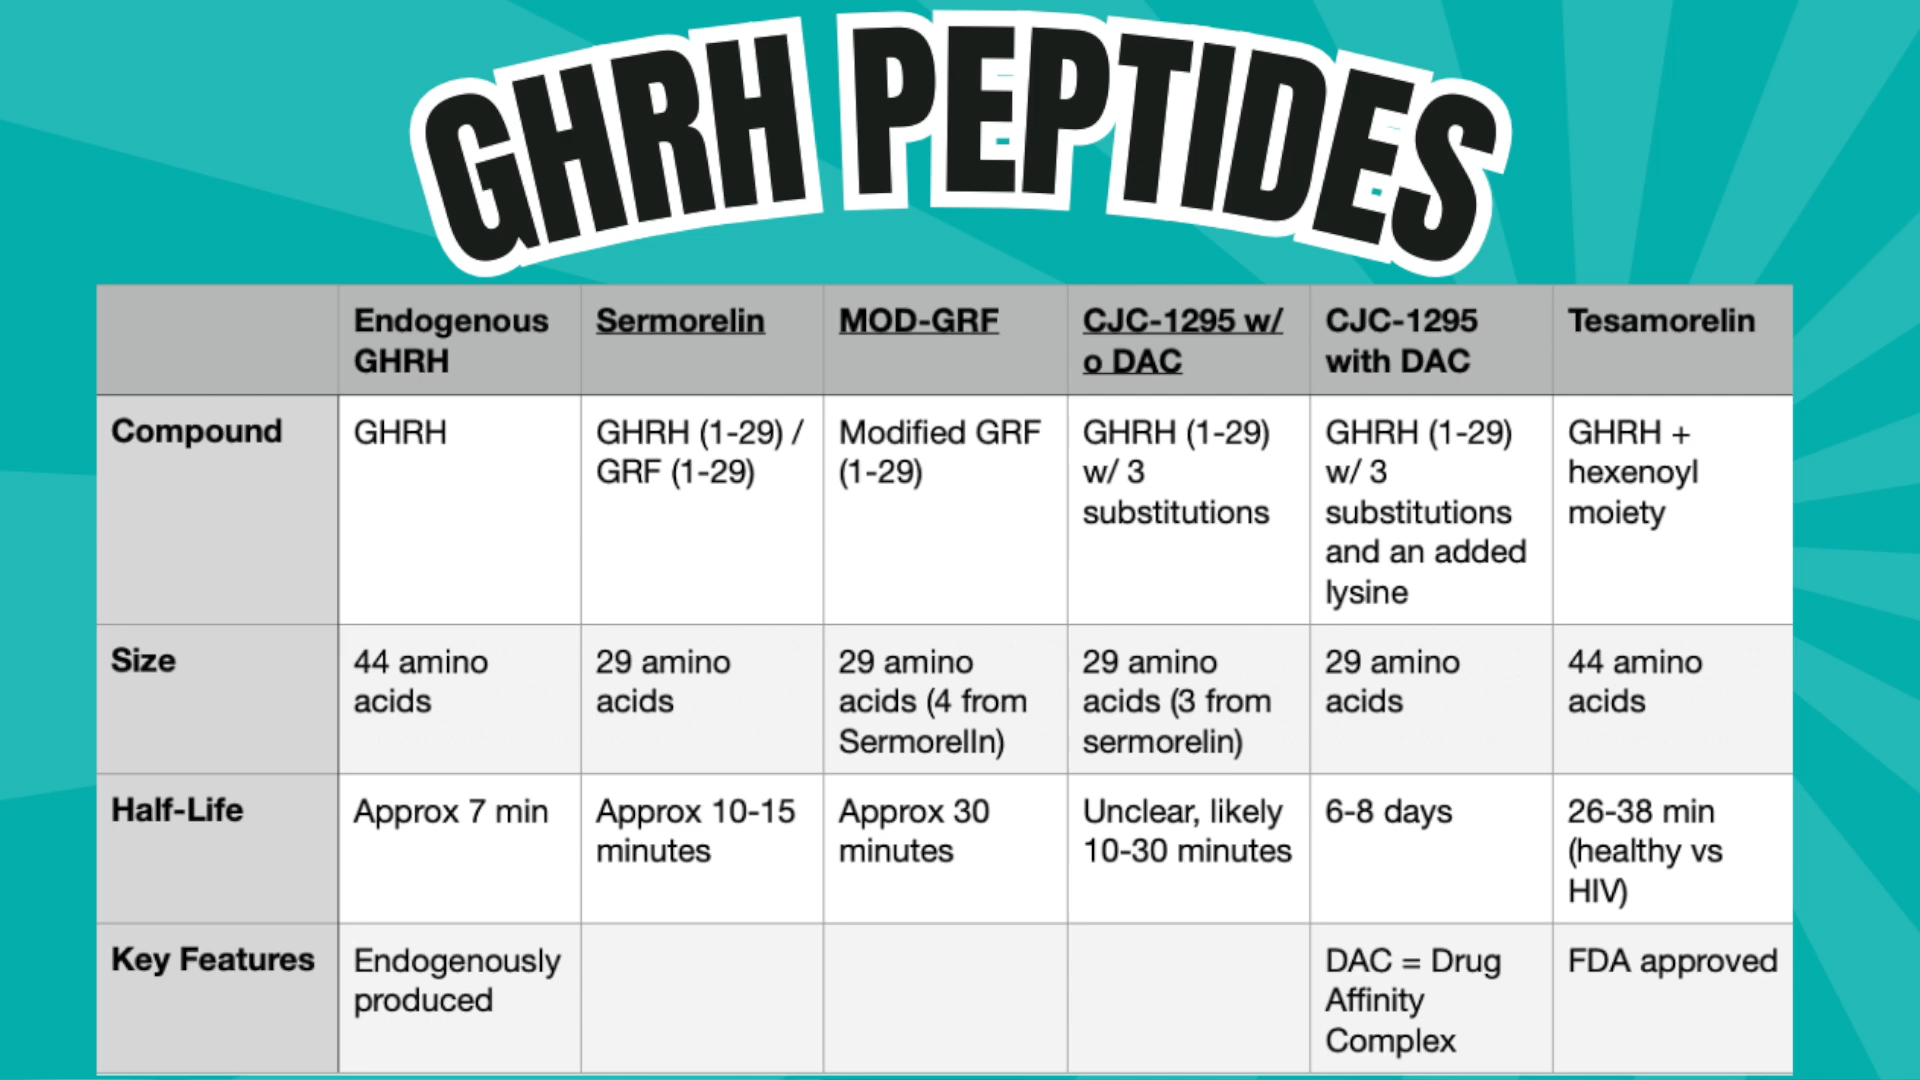 GHRH PEPTIDES
Endogenous GHRH
Sermorelin
MOD-GRF
CJC-1295 w/
o DAC
CJC-1295
with DAC
Tesamorelin
Compound
GHRH
GHRH (1-29) /
GRF (1-29)
Modified GRF
(1-29)
GHRH (1-29)
w/ 3
substitutions
GHRH (1-29)
w/ 3
substitutions
and an added
lysine
GHRH +
hexenoyl
moiety
Size
44 amino
acids
29 amino
acids
29 amino
acids (4 from
Sermorelln)
29 amino
acids (3 from
sermorelin)
29 amino
acids
44 amino
acids
Half-Life
Approx 7 min
Approx 10-15
minutes
Approx 30
minutes
Unclear, likely
10-30 minutes
6-8 days
26-38 min
(healthy vs
HIV)
Key Features
Endogenously
produced
DAC = Drug
Affinity
Complex
FDA approved